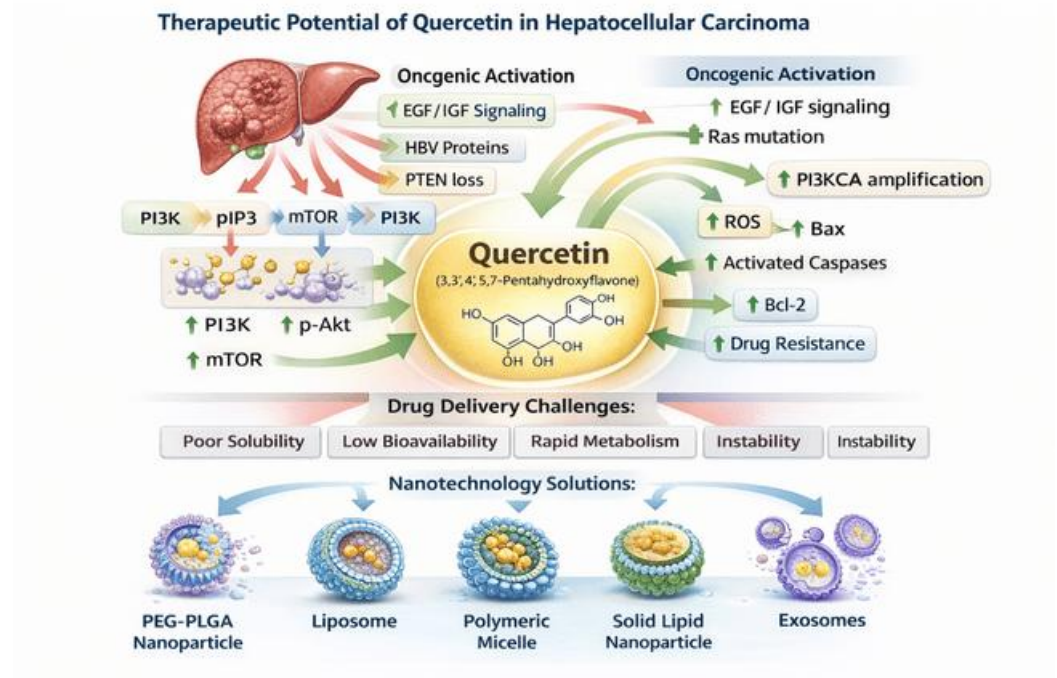 Therapeutic Potential of Quercetin in Hepatocellular Carcinoma
Oncgenic Activation
EGF/IGF Signaling
HBV Proteins
PTEN loss
Oncogenic Activation
↑ EGF/ IGF signaling
Ras mutation
↑ PI3KCA amplification
↑ ROS
↑ Bax
↑ Activated Caspases
↑ Bcl-2
↑ Drug Resistance
PI3K
pIP3
mTOR
PI3K
↑ PI3K
↑ p-Akt
↑ mTOR
Quercetin
(3,3',4',5,7-Pentahydroxyflavone)
HO
OH
OH
OH
OH
OH
Drug Delivery Challenges:
Poor Solubility
Low Bioavailability
Rapid Metabolism
Instability
Instability
Nanotechnology Solutions:
PEG-PLGA
Nanoparticle
Liposome
Polymeric
Micelle
Solid Lipid
Nanoparticle
Exosomes